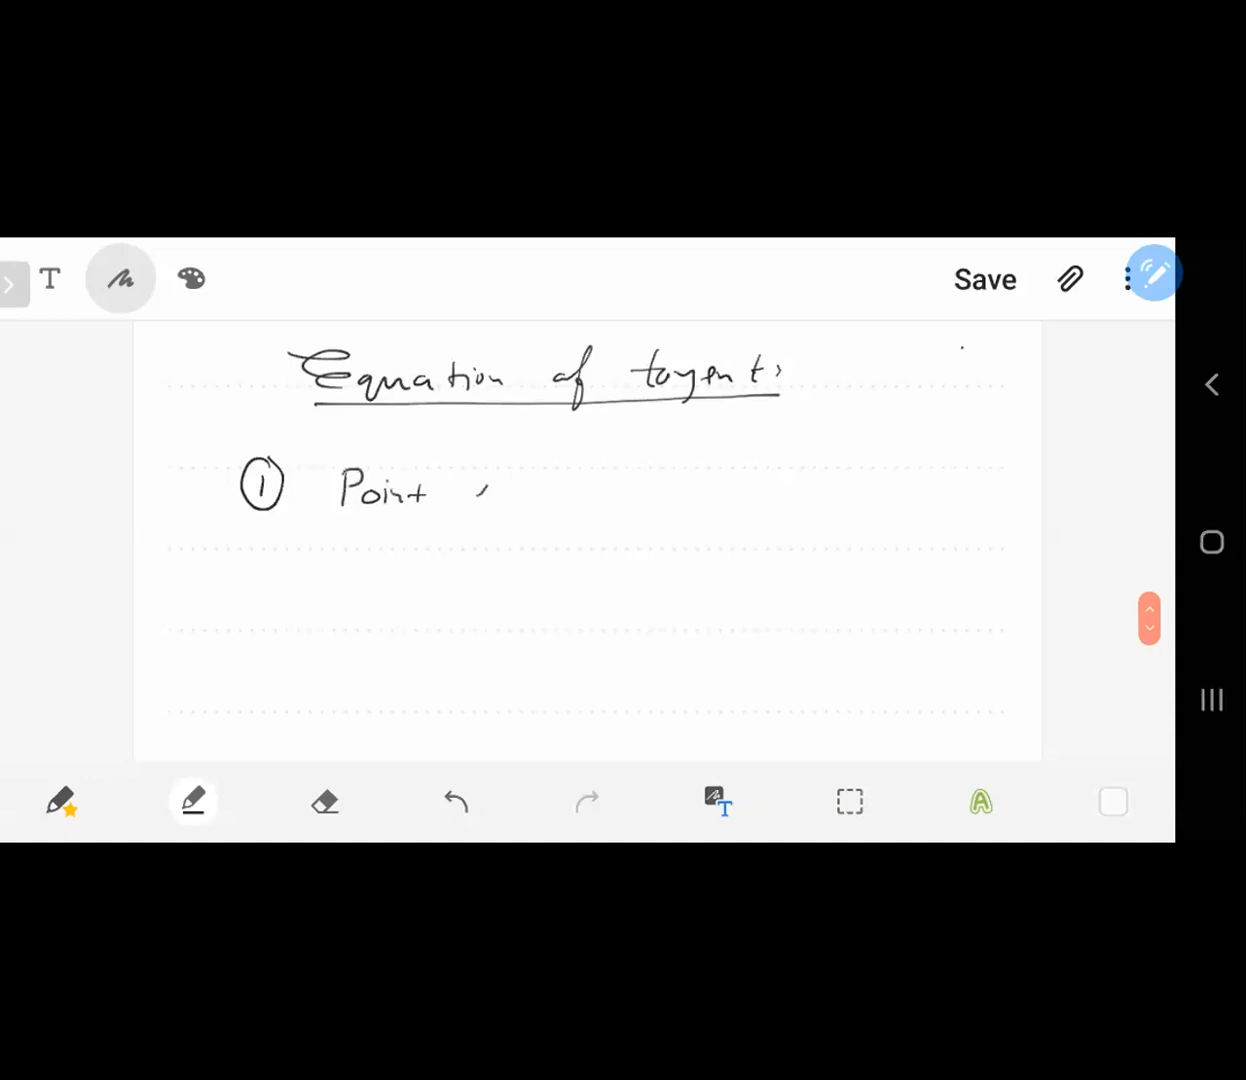 Save
T
Equation of tangent:
① Point
T
A